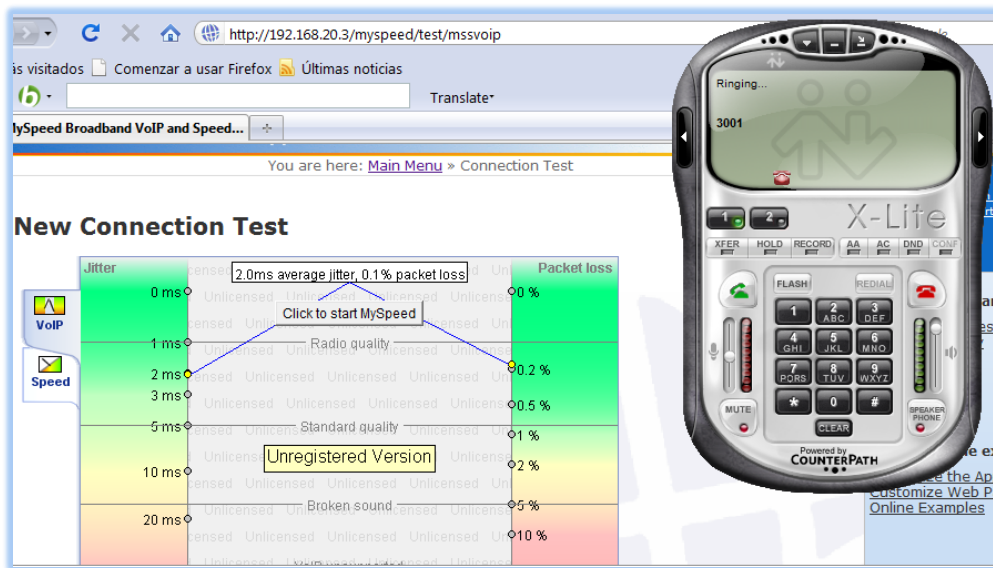 http://192.168.20.3/myspeed/test/mssvoip
ás visitados Comenzar a usar Firefox Últimas noticias
Translate
MySpeed Broadband VoIP and Speed...
You are here: Main Menu » Connection Test
New Connection Test
Jitter
Packet loss
2.0ms average jitter, 0.1% packet loss
0 ms
0 %
Click to start MySpeed
VoIP
1 ms
Radio quality
Speed
2 ms
0.2 %
3 ms
0.5 %
5 ms
Standard quality
1 %
Unregistered Version
10 ms
2 %
Broken sound
5 %
20 ms
10 %
Unlicensed Unlicensed Unlicensed
Ringing...
3001
1 2 X-Lite
XFER HOLD RECORD AA AC DND CONF
FLASH REDIAL
1 2 ABC 3 DEF
4 GHI 5 JKL 6 MNO
7 PQRS 8 TUV 9 WXYZ
* 0 #
MUTE
SPEAKER PHONE
CLEAR
Powered by
COUNTERPATH
the Ap
Customize Web P
Online Examples